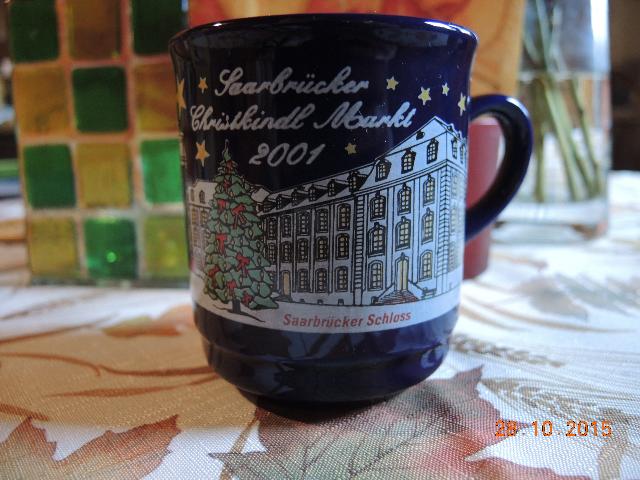 Saarbrücker
Christkindl Markt
2001
Saarbrücker Schloss
28.10.2015